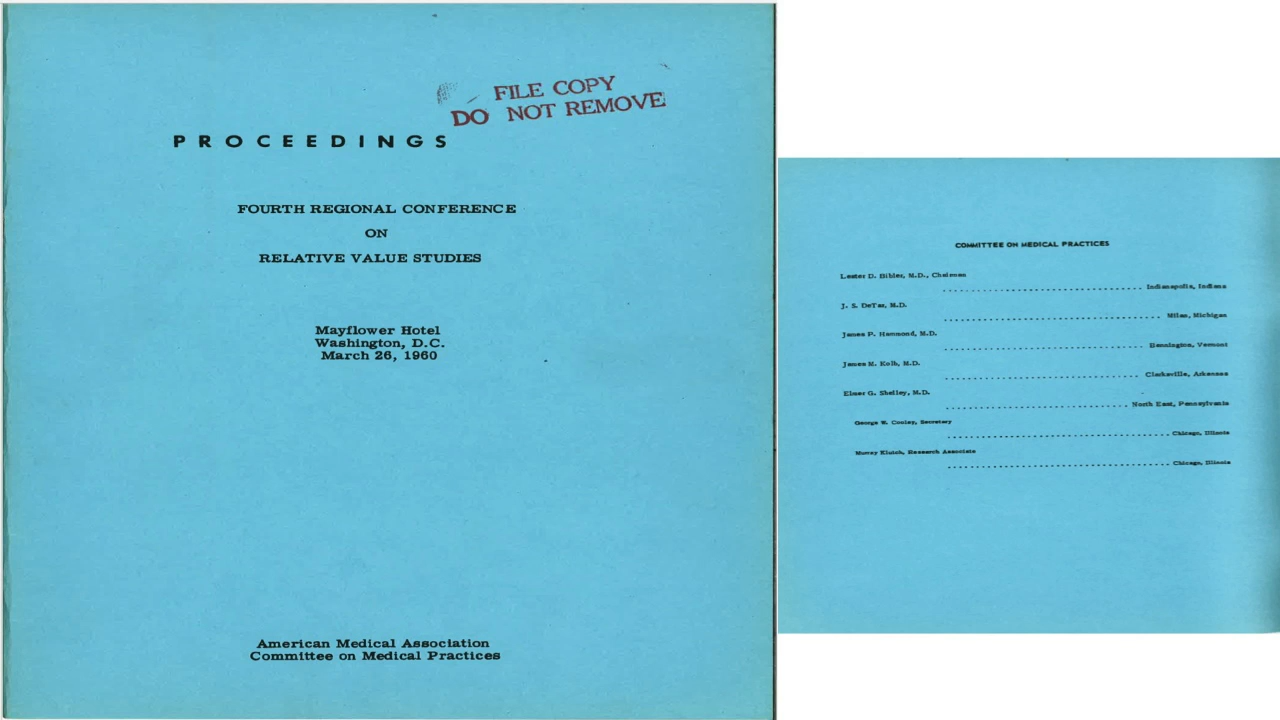 FILE COPY
DO NOT REMOVE
PROCEEDINGS
FOURTH REGIONAL CONFERENCE
ON
RELATIVE VALUE STUDIES
Mayflower Hotel
Washington, D.C.
March 26, 1960
American Medical Association
Committee on Medical Practices
COMMITTEE ON MEDICAL PRACTICES
Lester D. Bibler, M.D., Chairman
Indianapolis, Indiana
J. S. DeTar, M.D.
Milan, Michigan
James P. Hammond, M.D.
Bennington, Vermont
James M. Kolb, M.D.
Clarksville, Arkansas
Elmer G. Shelley, M.D.
North East, Pennsylvania
George W. Cooley, Secretary
Chicago, Illinois
Murray Klutch, Research Associate
Chicago, Illinois